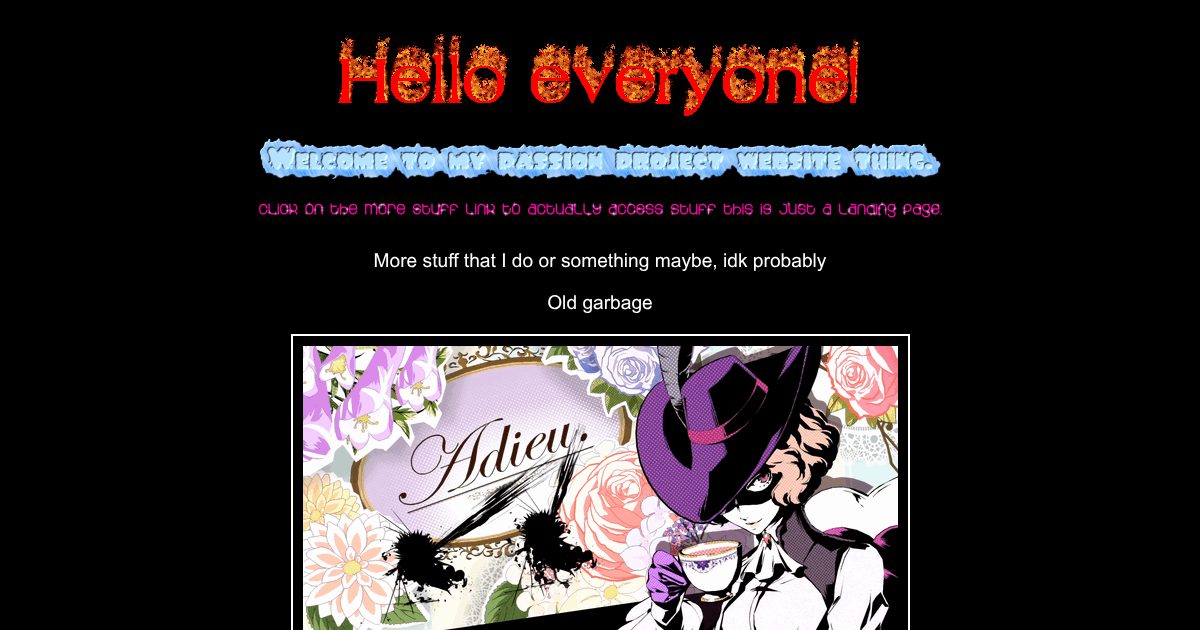 Hello everyone!
Welcome to my passion project website thing.
click on the more stuff link to actually access stuff this is just a landing page.
More stuff that I do or something maybe, idk probably
Old garbage
Adieu.